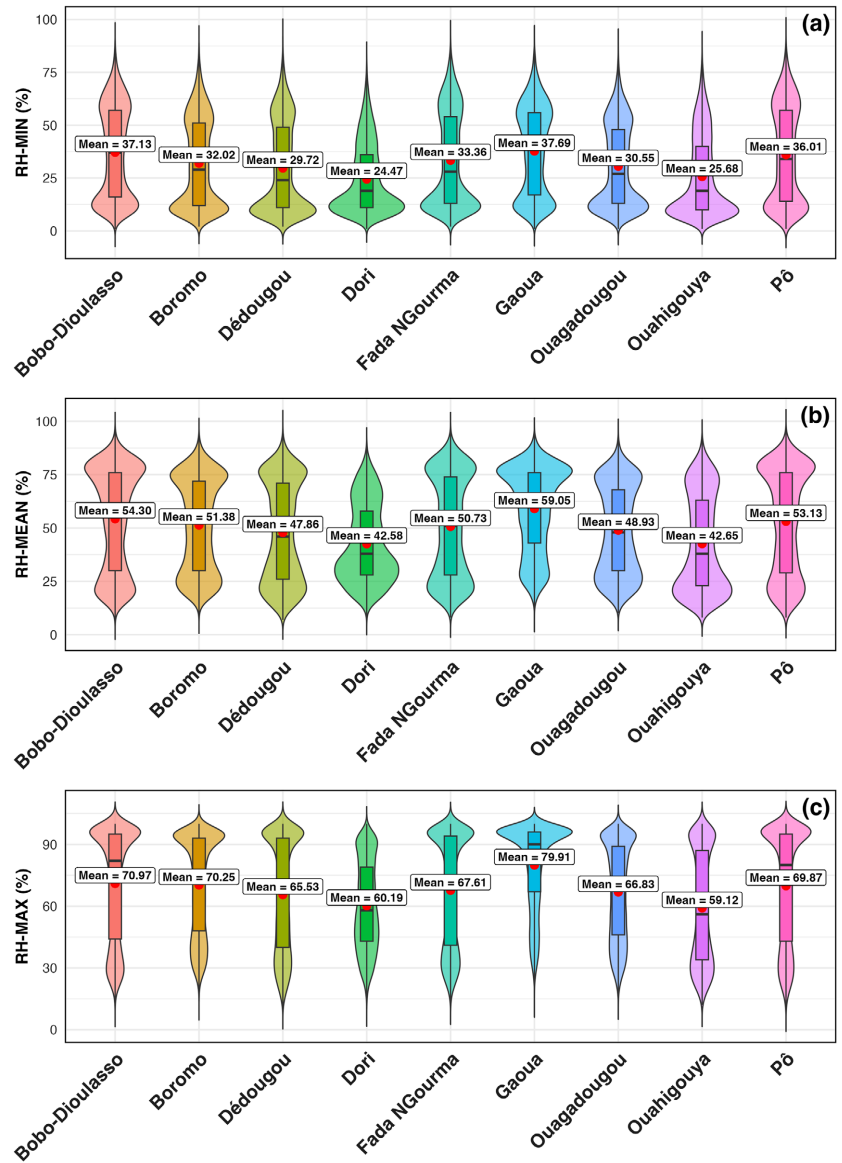 (a)
RH-MIN (%)
100
75
50
25
0
Mean = 37.13
Mean = 32.02
Mean = 29.72
Mean = 24.47
Mean = 33.36
Mean = 37.69
Mean = 30.55
Mean = 25.68
Mean = 36.01
Bobo-Dioulasso
Boromo
Dédougou
Dori
Fada NGourma
Gaoua
Ouagadougou
Ouahigouya
Pô
(b)
RH-MEAN (%)
100
75
50
25
0
Mean = 54.30
Mean = 51.38
Mean = 47.86
Mean = 42.58
Mean = 50.73
Mean = 59.05
Mean = 48.93
Mean = 42.65
Mean = 53.13
Bobo-Dioulasso
Boromo
Dédougou
Dori
Fada NGourma
Gaoua
Ouagadougou
Ouahigouya
Pô
(c)
RH-MAX (%)
90
60
30
0
Mean = 70.97
Mean = 70.25
Mean = 65.53
Mean = 60.19
Mean = 67.61
Mean = 79.91
Mean = 66.83
Mean = 59.12
Mean = 69.87
Bobo-Dioulasso
Boromo
Dédougou
Dori
Fada NGourma
Gaoua
Ouagadougou
Ouahigouya
Pô